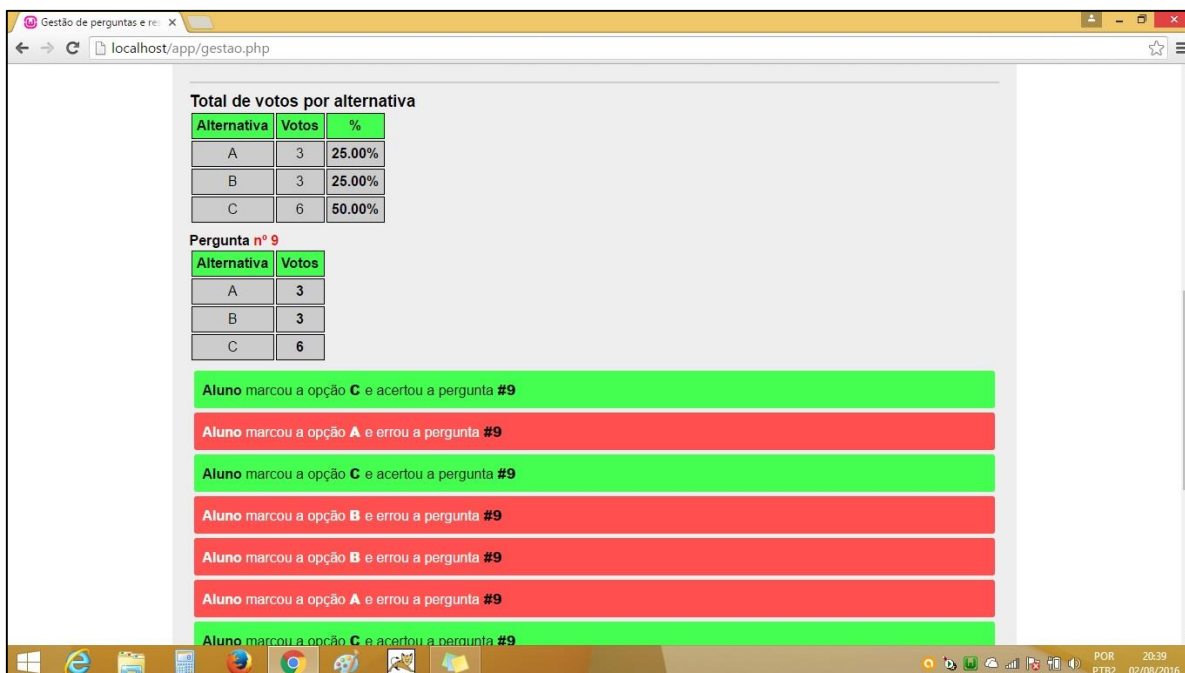 Gestão de perguntas e re
localhost/app/gestao.php
Total de votos por alternativa
Alternativa Votos %
A 3 25.00%
B 3 25.00%
C 6 50.00%
Pergunta nº 9
Alternativa Votos
A 3
B 3
C 6
Aluno marcou a opção C e acertou a pergunta #9
Aluno marcou a opção A e errou a pergunta #9
Aluno marcou a opção C e acertou a pergunta #9
Aluno marcou a opção B e errou a pergunta #9
Aluno marcou a opção B e errou a pergunta #9
Aluno marcou a opção A e errou a pergunta #9
Aluno marcou a opção C e acertou a pergunta #9
POR 20:39
PTB2 02/08/2016